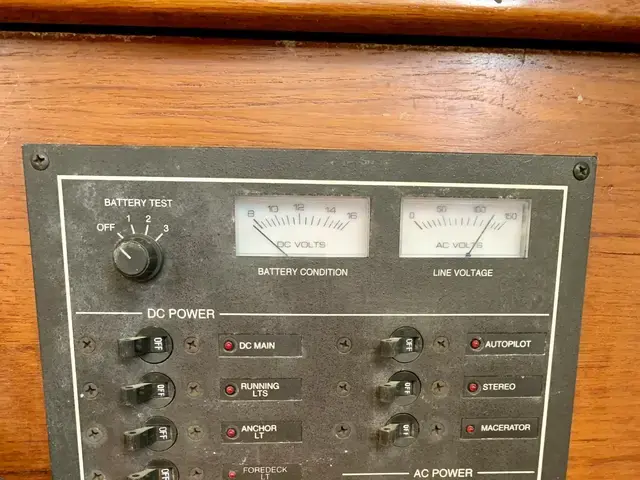 BATTERY TEST
OFF 1 2 3
8 10 12 14 16
DC VOLTS
BATTERY CONDITION
0 50 150
AC VOLTS
LINE VOLTAGE
DC POWER
OFF DC MAIN
OFF AUTOPILOT
OFF RUNNING
LTS
OFF STEREO
OFF ANCHOR
LT
OFF MACERATOR
OFF FOREDECK
LT
AC POWER